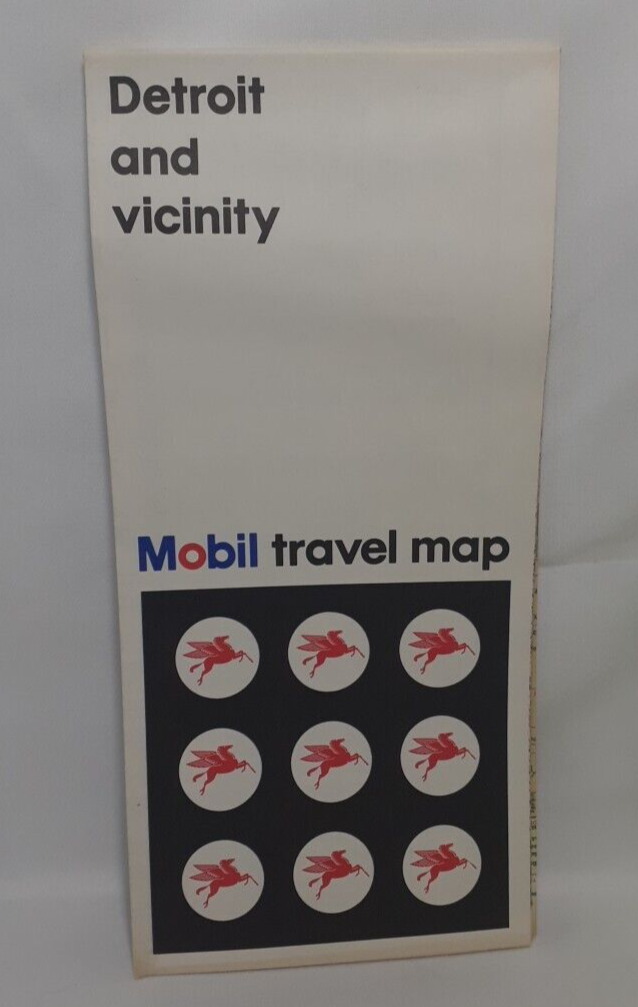 Detroit
and
vicinity
Mobil travel map